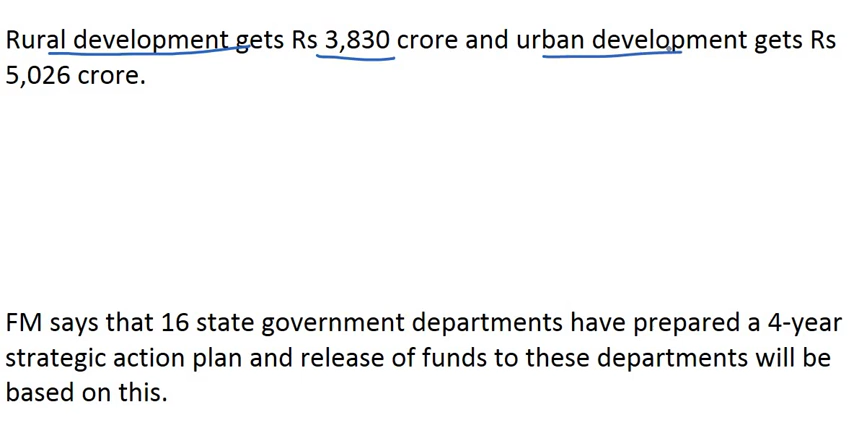 Rural development gets Rs 3,830 crore and urban development gets Rs
5,026 crore.
FM says that 16 state government departments have prepared a 4-year
strategic action plan and release of funds to these departments will be
based on this.